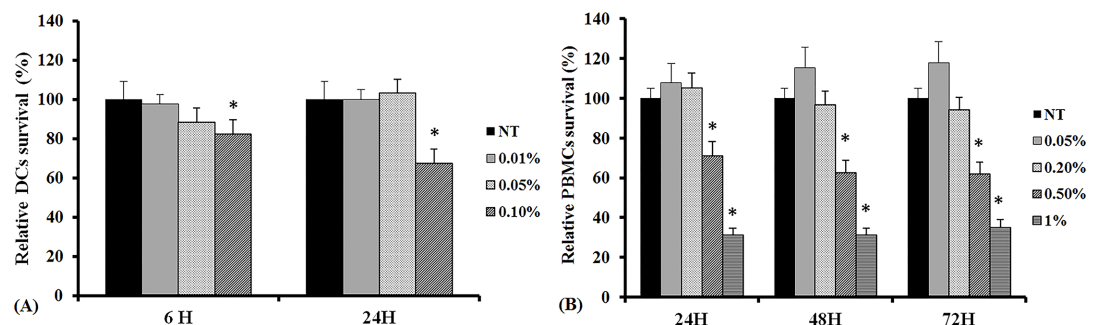 140
120
100
80
60
40
20
0
Relative DCs survival (%)
*
*
6 H
24H
NT
0.01%
0.05%
0.10%
(A)
140
120
100
80
60
40
20
0
Relative PBMCs survival (%)
*
*
*
*
*
*
24H
48H
72H
NT
0.05%
0.20%
0.50%
1%
(B)